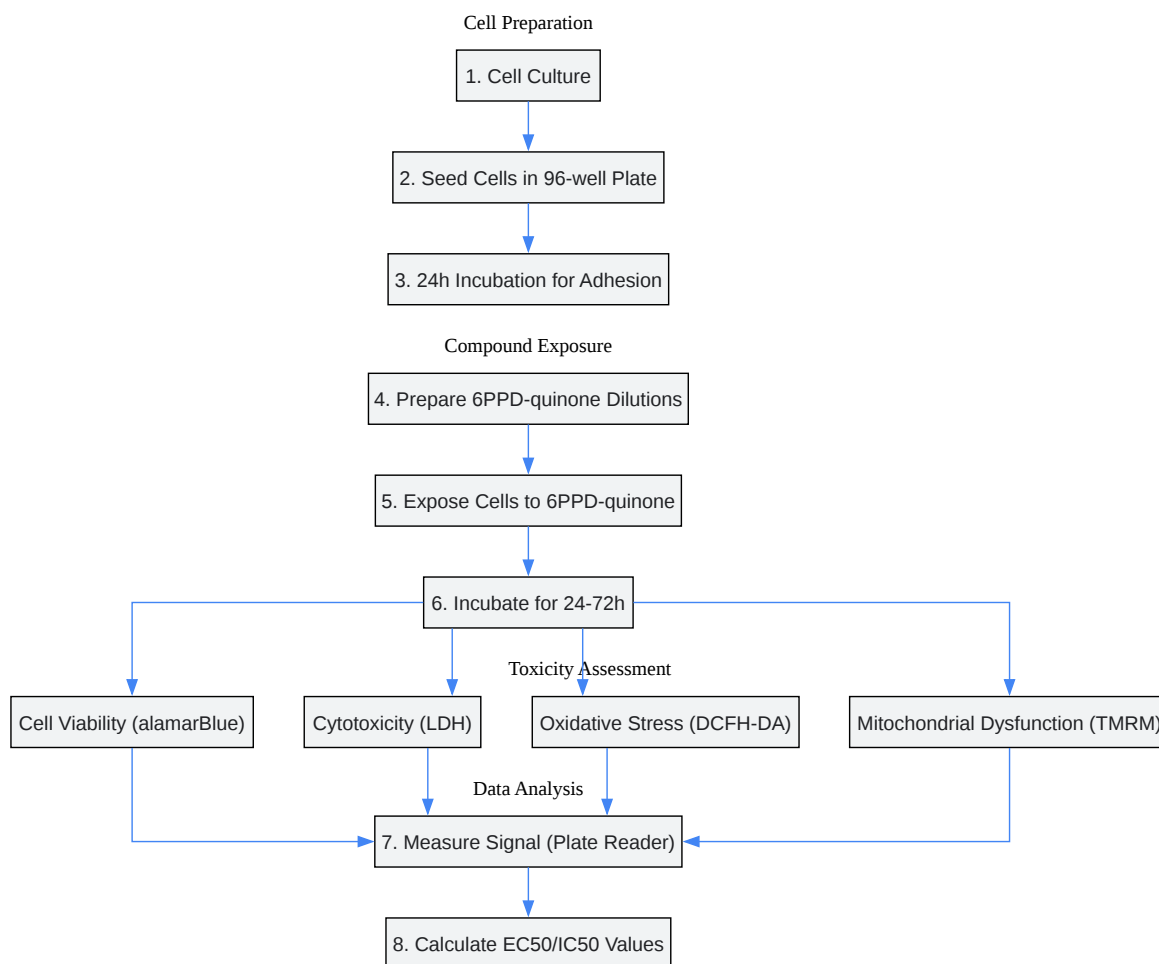 Cell Preparation
1. Cell Culture
2. Seed Cells in 96-well Plate
3. 24h Incubation for Adhesion
Compound Exposure
4. Prepare 6PPD-quinone Dilutions
5. Expose Cells to 6PPD-quinone
6. Incubate for 24-72h
Toxicity Assessment
Cell Viability (alamarBlue)
Cytotoxicity (LDH)
Oxidative Stress (DCFH-DA)
Mitochondrial Dysfunction (TMRM)
Data Analysis
7. Measure Signal (Plate Reader)
8. Calculate EC50/IC50 Values